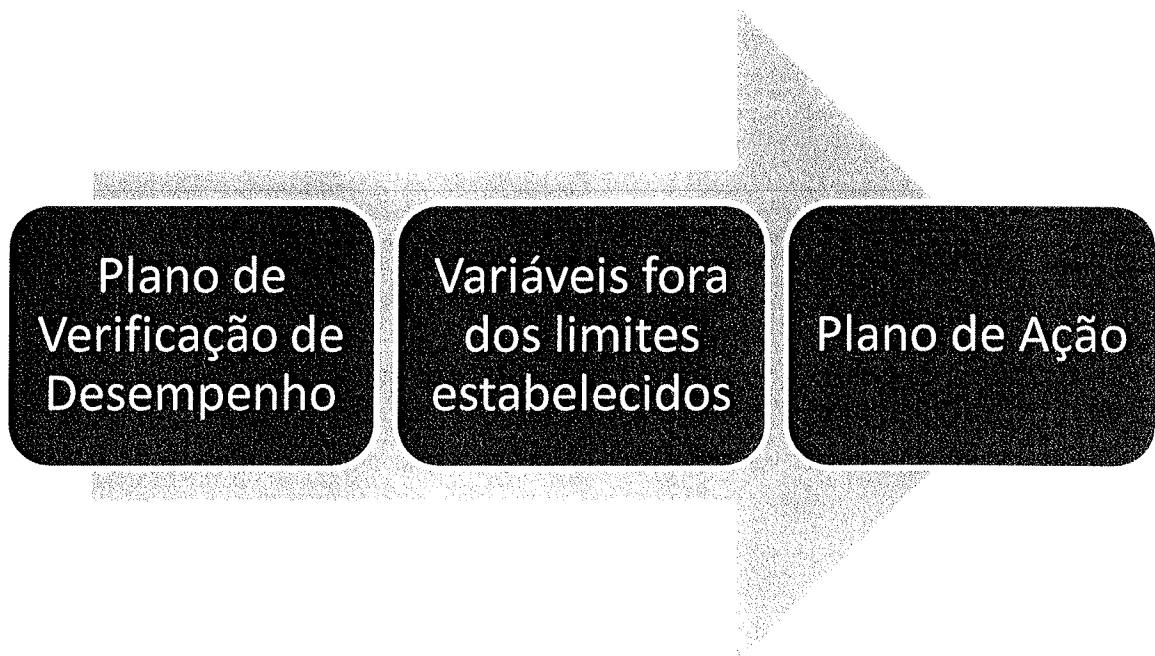 Plano de
Verificação de
Desempenho
Variáveis fora
dos limites
estabelecidos
Plano de Ação